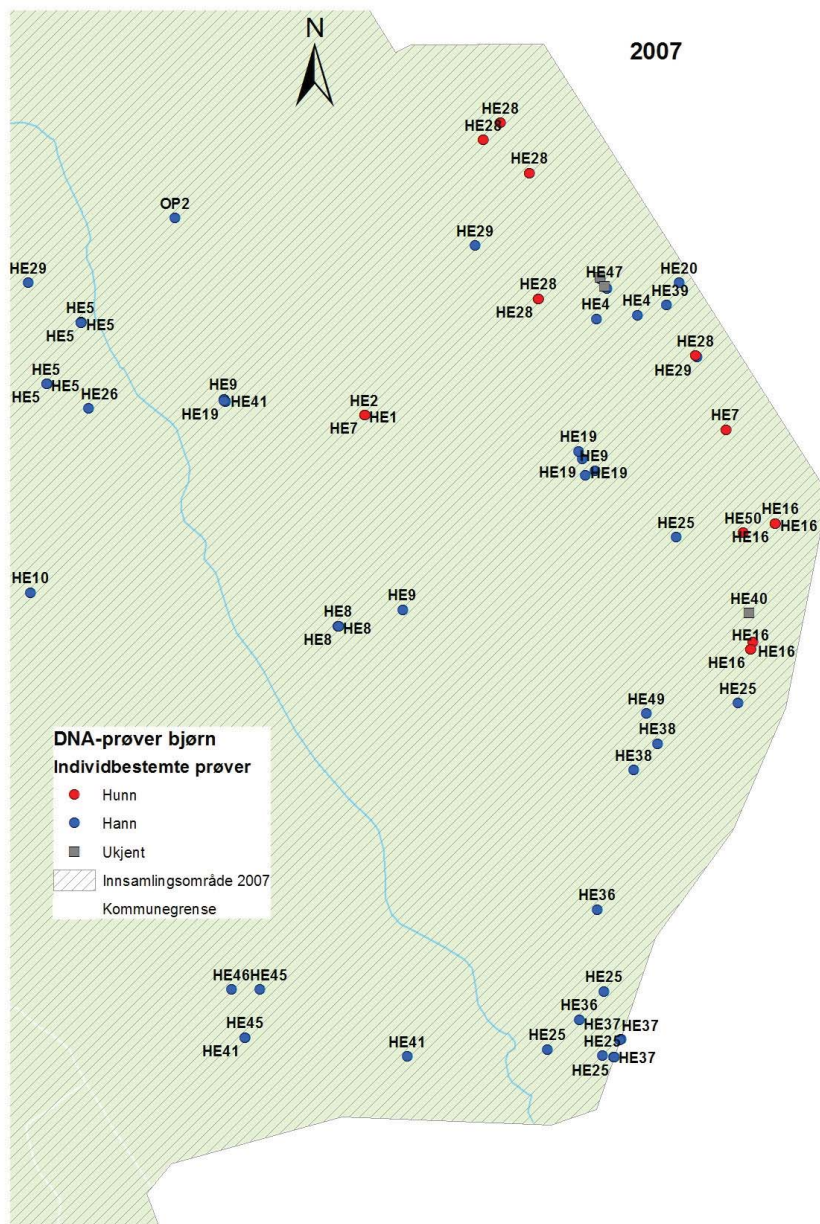 N
2007
HE28
HE28
HE28
OP2
HE29
HE29
HE47
HE20
HE28
HE39
HE28
HE4
HE4
HE5
HE5
HE5
HE28
HE29
HE5
HE5
HE5
HE26
HE9
HE19
HE41
HE2
HE7
HE1
HE7
HE19
HE9
HE19
HE19
HE16
HE50
HE16
HE16
HE25
HE10
HE9
HE40
HE8
HE8
HE8
HE16
HE16
HE16
HE25
HE49
HE38
HE38
DNA-prøver bjørn
Individbestemte prøver
Hunn
Hann
Ukjent
Innsamlingsområde 2007
Kommunegrense
HE36
HE46
HE45
HE25
HE36
HE45
HE37
HE37
HE41
HE41
HE25
HE25
HE25
HE37